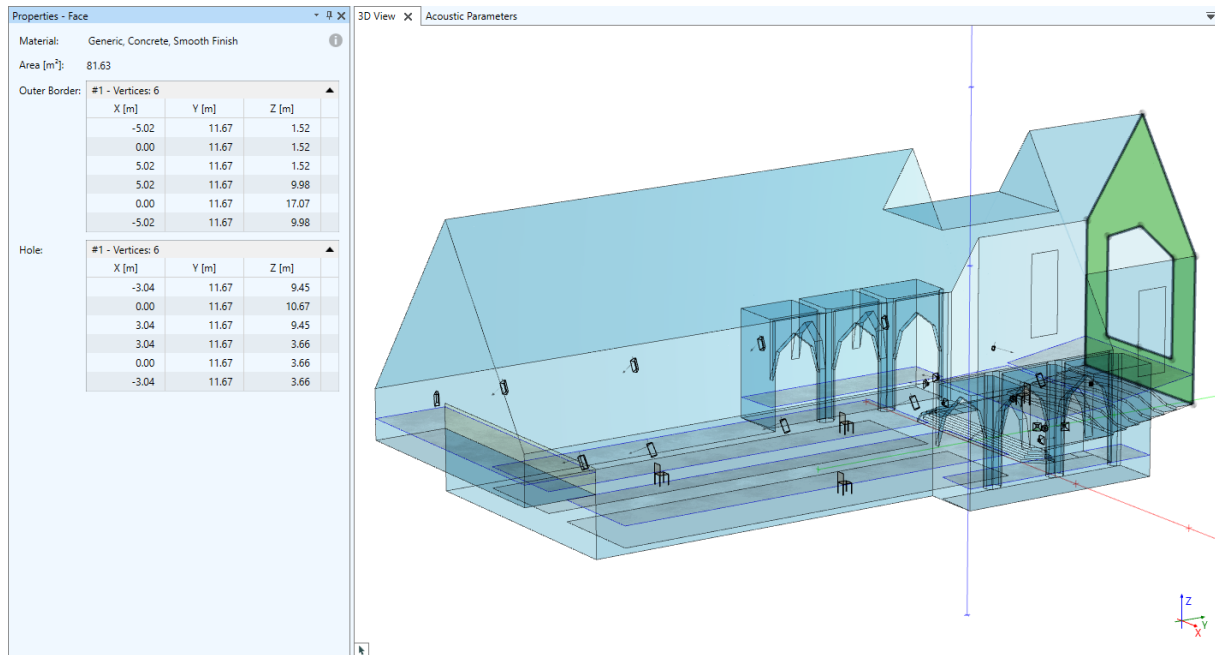 Properties - Face
Material: Generic, Concrete, Smooth Finish
Area [m²]: 81.63
Outer Border: #1 - Vertices: 6
X [m] Y [m] Z [m]
-5.02 11.67 1.52
0.00 11.67 1.52
5.02 11.67 1.52
5.02 11.67 9.98
0.00 11.67 17.07
-5.02 11.67 9.98
Hole: #1 - Vertices: 6
X [m] Y [m] Z [m]
-3.04 11.67 9.45
0.00 11.67 10.67
3.04 11.67 9.45
3.04 11.67 3.66
0.00 11.67 3.66
-3.04 11.67 3.66
3D View Acoustic Parameters
Z
Y
X